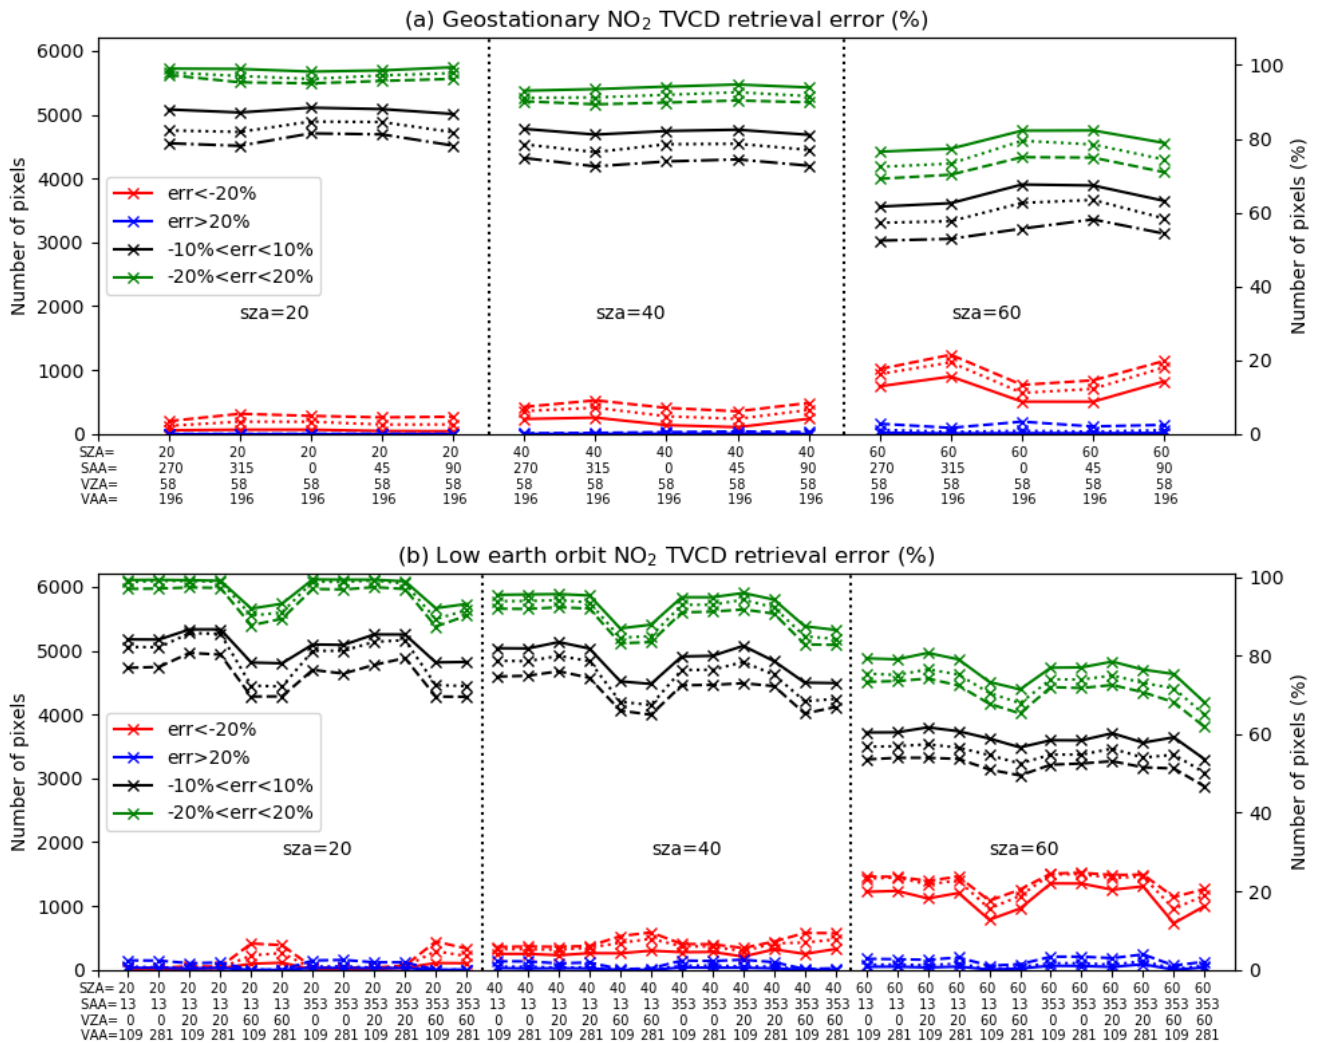 (a) Geostationary NO₂ TVCD retrieval error (%)
6000
5000
4000
3000
2000
1000
0
Number of pixels
100
80
60
40
20
0
Number of pixels (%)
err<-20%
err>20%
-10%<err<10%
-20%<err<20%
sza=20
sza=40
sza=60
SZA= 20 20 20 20 20 40 40 40 40 40 60 60 60 60 60
SAA= 270 315 0 45 90 270 315 0 45 90 270 315 0 45 90
VZA= 58 58 58 58 58 58 58 58 58 58 58 58 58 58 58
VAA= 196 196 196 196 196 196 196 196 196 196 196 196 196 196 196
(b) Low earth orbit NO₂ TVCD retrieval error (%)
6000
5000
4000
3000
2000
1000
0
Number of pixels
100
80
60
40
20
0
Number of pixels (%)
err<-20%
err>20%
-10%<err<10%
-20%<err<20%
sza=20
sza=40
sza=60
SZA= 20 20 20 20 20 20 20 20 20 20 20 20 40 40 40 40 40 40 40 40 40 40 40 40 60 60 60 60 60 60 60 60 60 60 60 60
SAA= 13 13 13 13 13 13 353 353 353 353 353 353 13 13 13 13 13 13 353 353 353 353 353 353 13 13 13 13 13 13 353 353 353 353 353 353
VZA= 0 0 20 20 60 60 0 0 20 20 60 60 0 0 20 20 60 60 0 0 20 20 60 60 0 0 20 20 60 60 0 0 20 20 60 60
VAA= 109 281 109 281 109 281 109 281 109 281 109 281 109 281 109 281 109 281 109 281 109 281 109 281 109 281 109 281 109 281 109 281 109 281 109 281